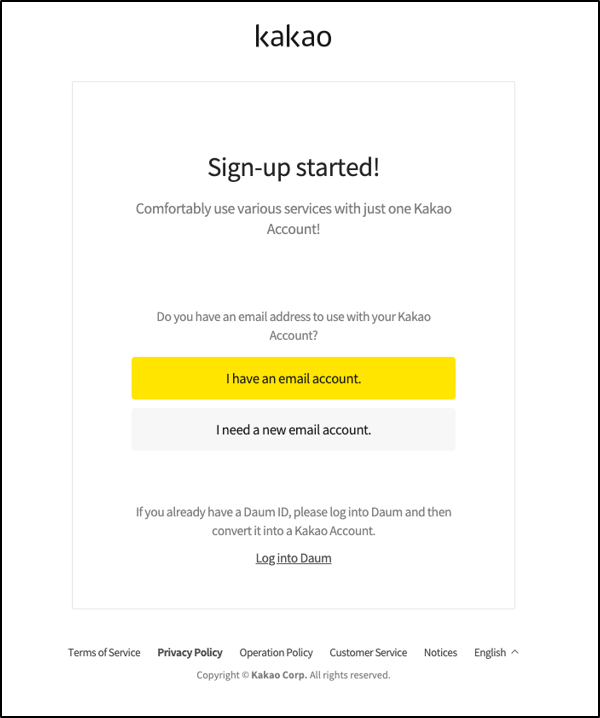 kakao
Sign-up started!
Comfortably use various services with just one Kakao
Account!
Do you have an email address to use with your Kakao
Account?
I have an email account.
I need a new email account.
If you already have a Daum ID, please log into Daum and then
convert it into a Kakao Account.
Log into Daum
Terms of Service Privacy Policy Operation Policy Customer Service Notices English
Copyright © Kakao Corp. All rights reserved.